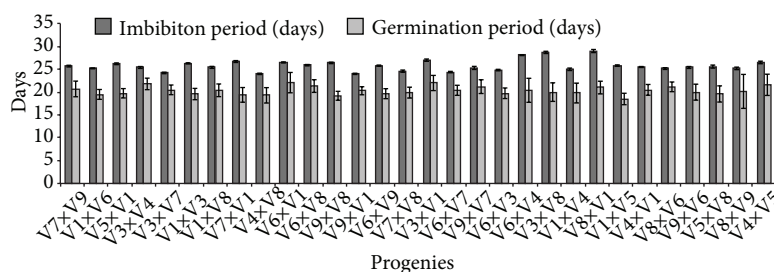 35
30
25
20
15
10
5
0
Days
Imbibiton period (days)
Germination period (days)
V7×V9
V1×V6
V5×V1
V3×V4
V3×V7
V1×V3
V1×V8
V7×V1
V4×V8
V6×V1
V6×V8
V9×V8
V9×V1
V6×V9
V7×V8
V3×V1
V6×V7
V9×V7
V6×V3
V6×V4
V3×V8
V1×V4
V8×V1
V1×V5
V4×V1
V8×V6
V9×V6
V5×V8
V8×V9
V4×V5
Progenies